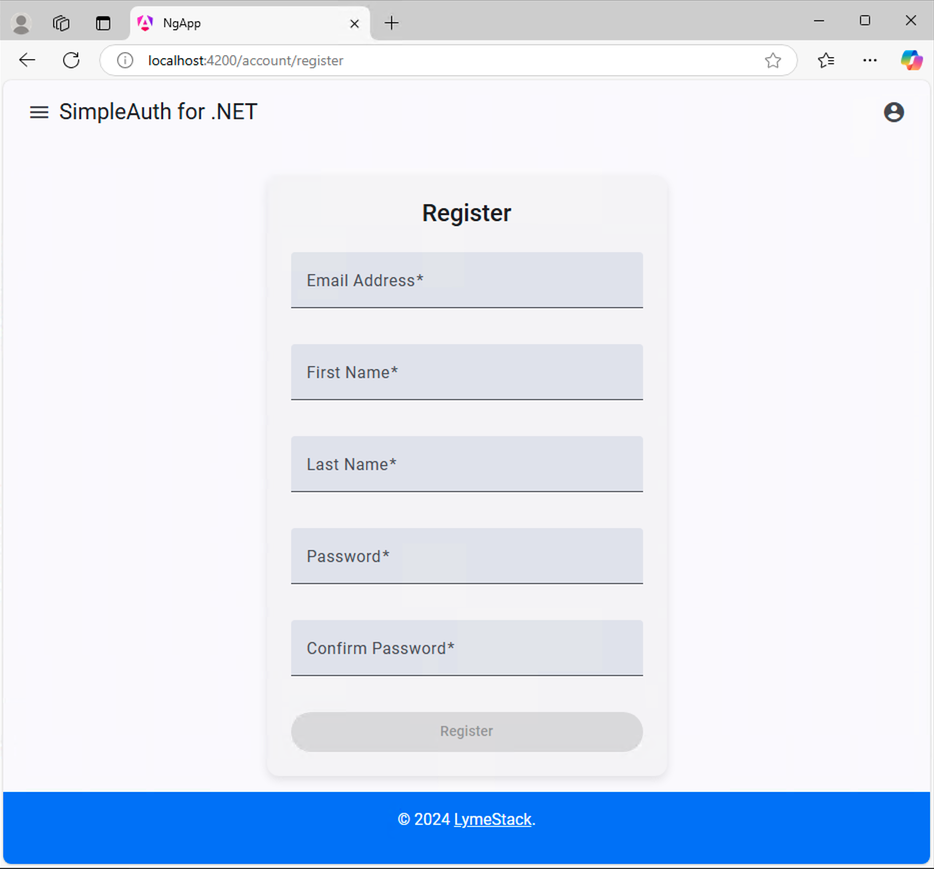 NgApp
localhost:4200/account/register
SimpleAuth for .NET
Register
Email Address*
First Name*
Last Name*
Password*
Confirm Password*
Register
© 2024 LymeStack.